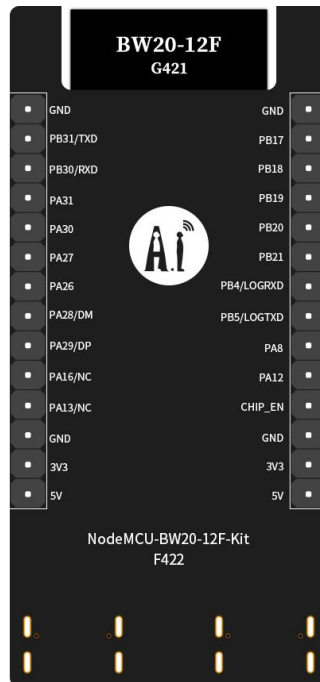 BW20-12F
G421
GND
PB31/TXD
PB30/RXD
PA31
PA30
PA27
PA26
PA28/DM
PA29/DP
PA16/NC
PA13/NC
GND
3V3
5V
GND
PB17
PB18
PB19
PB20
PB21
PB4/LOGRXD
PB5/LOGTXD
PA8
PA12
CHIP_EN
GND
3V3
5V
Ai
NodeMCU-BW20-12F-Kit
F422